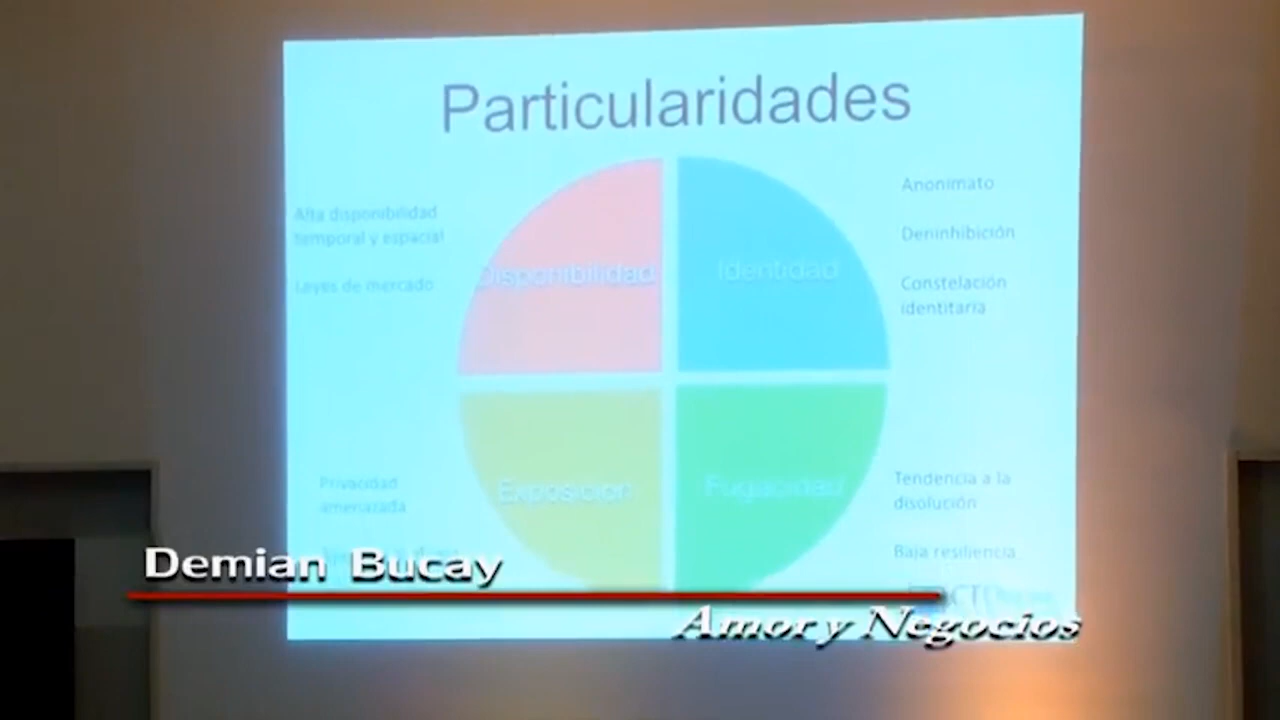 Particularidades
Alta disponibilidad
temporal y espacial
Leyes de mercado
Disponibilidad
Identidad
Anonimato
Deninhibición
Constelación
identitaria
Privacidad
amenazada
Exposición
Fugacidad
Tendencia a la
disolución
Baja resiliencia
Demian Bucay
Amor y Negocios